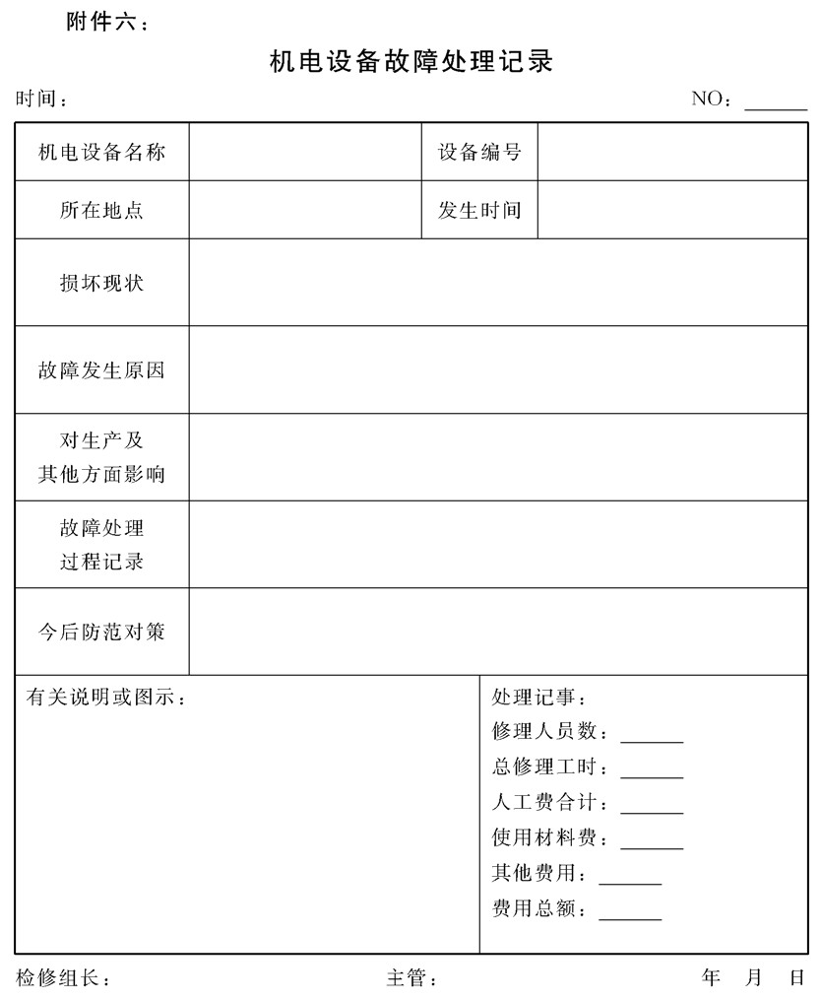 附件六：
机电设备故障处理记录
时间： NO：______
机电设备名称 设备编号
所在地点 发生时间
损坏现状
故障发生原因
对生产及
其他方面影响
故障处理
过程记录
今后防范对策
有关说明或图示：
处理记事：
修理人员数：______
总修理工时：______
人工费合计：______
使用材料费：______
其他费用：______
费用总额：______
检修组长： 主管： 年 月 日